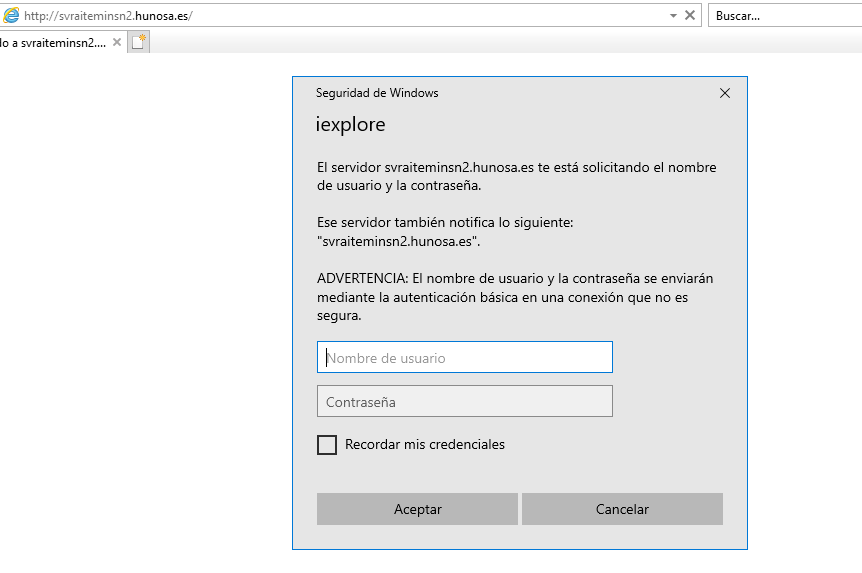 http://svraiteminsn2.hunosa.es/
Buscar...
do a svraiteminsn2....
Seguridad de Windows
iexplore
El servidor svraiteminsn2.hunosa.es te está solicitando el nombre
de usuario y la contraseña.
Ese servidor también notifica lo siguiente:
"svraiteminsn2.hunosa.es".
ADVERTENCIA: El nombre de usuario y la contraseña se enviarán
mediante la autenticación básica en una conexión que no es
segura.
Nombre de usuario
Contraseña
Recordar mis credenciales
Aceptar
Cancelar